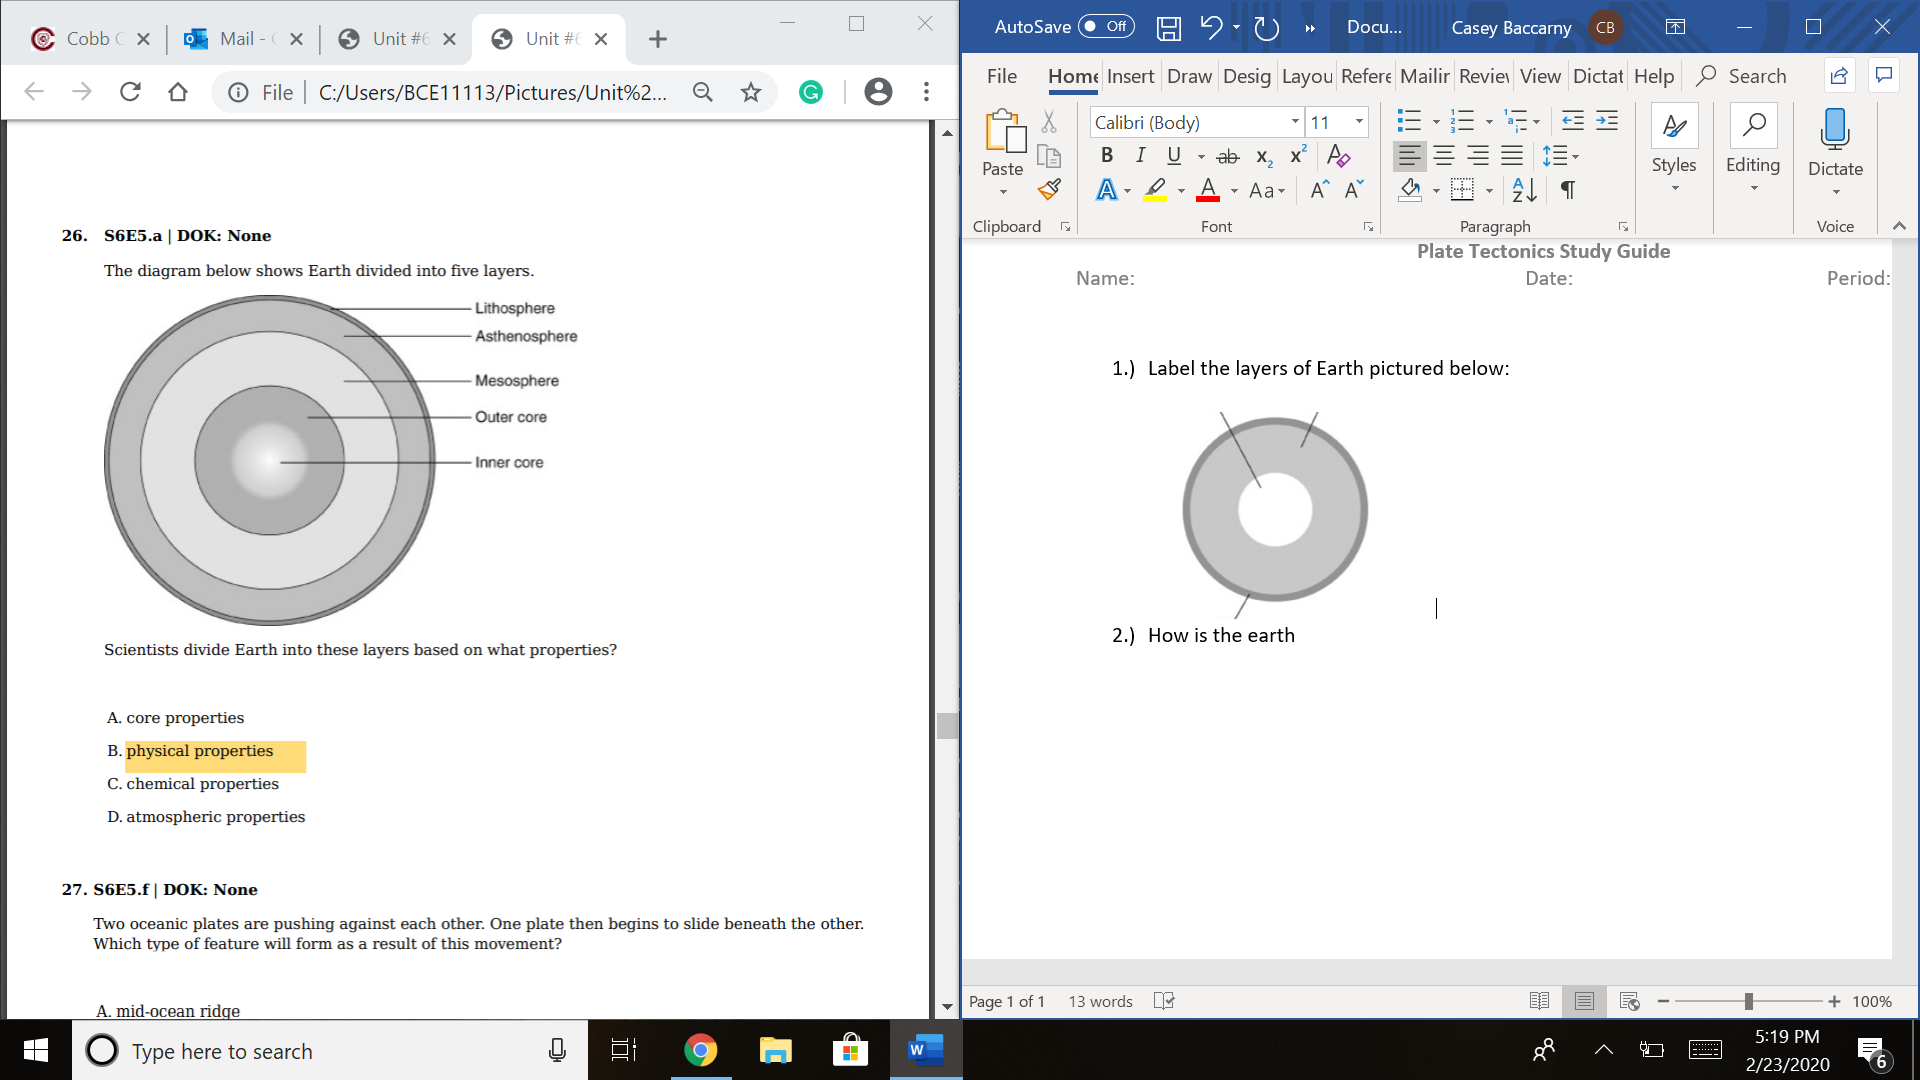 Cobb C
Mail - C
Unit #6
Unit #6
File
C:/Users/BCE11113/Pictures/Unit%2...
26. S6E5.a | DOK: None
The diagram below shows Earth divided into five layers.
Lithosphere
Asthenosphere
Mesosphere
Outer core
Inner core
Scientists divide Earth into these layers based on what properties?
A. core properties
B. physical properties
C. chemical properties
D. atmospheric properties
27. S6E5.f | DOK: None
Two oceanic plates are pushing against each other. One plate then begins to slide beneath the other.
Which type of feature will form as a result of this movement?
A. mid-ocean ridge
AutoSave Off Docu... Casey Baccarny CB
File Home Insert Draw Desig Layou Refere Mailir Review View Dictat Help Search
Calibri (Body) 11
Paste
Styles
Editing
Dictate
Clipboard Font Paragraph Voice
Plate Tectonics Study Guide
Name: Date: Period:
1.) Label the layers of Earth pictured below:
2.) How is the earth
Page 1 of 1 13 words 100%
Type here to search
5:19 PM
2/23/2020
6